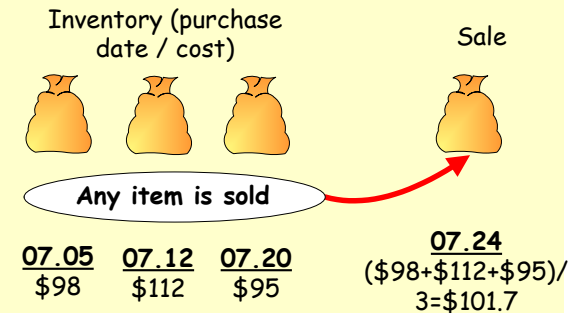 Inventory (purchase
date / cost)
Sale
Any item is sold
07.05 07.12 07.20
$98 $112 $95
07.24
($98+$112+$95)/
3=$101.7